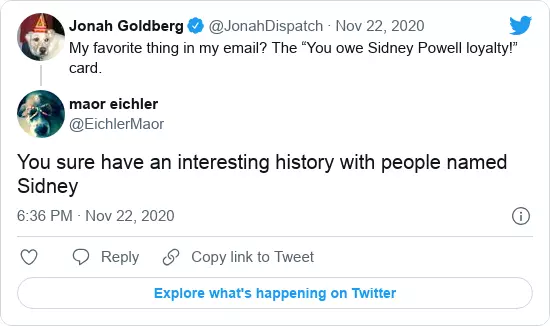 Jonah Goldberg @JonahDispatch · Nov 22, 2020
My favorite thing in my email? The “You owe Sidney Powell loyalty!”
card.
maor eichler
@EichlerMaor
You sure have an interesting history with people named
Sidney
6:36 PM · Nov 22, 2020
Reply Copy link to Tweet
Explore what's happening on Twitter